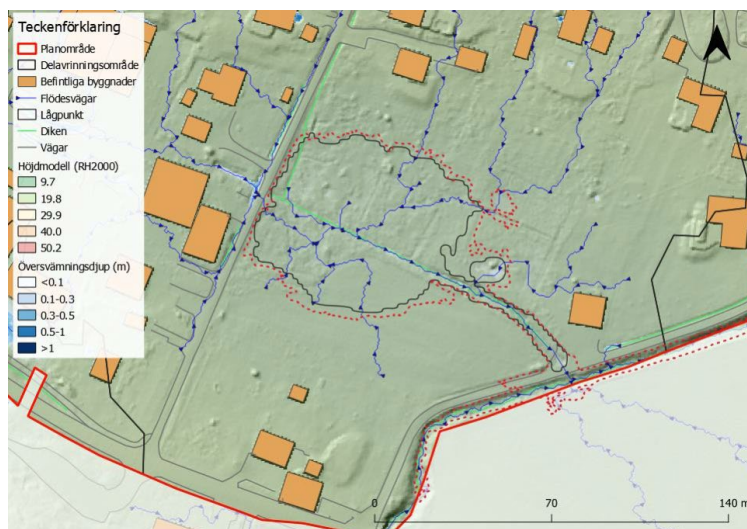 Teckenförklaring
Planområde
Delavrinningsområde
Befintliga byggnader
Flödesvägar
Lågpunkt
Diken
Vägar
Höjdmodell (RH2000)
9.7
19.8
29.9
40.0
50.2
Översvämningsdjup (m)
<0.1
0.1-0.3
0.3-0.5
0.5-1
>1
0 70 140 m